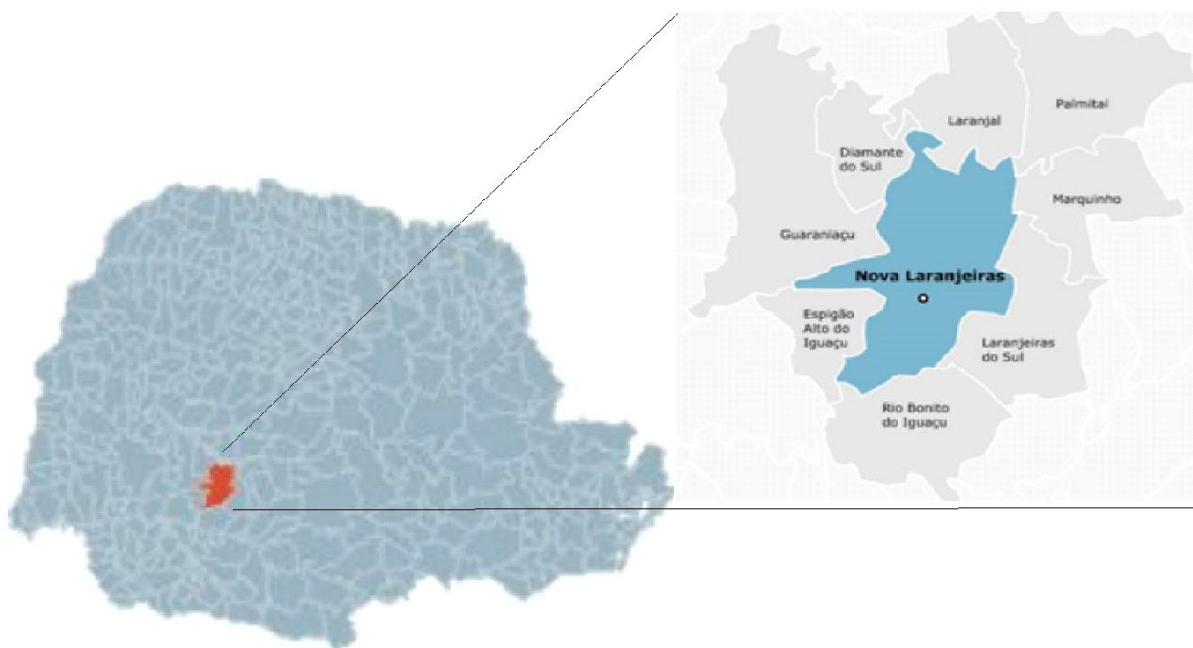 Palmital
Laranjal
Diamante
do Sul
Marquinho
Guaraniaçu
Nova Laranjeiras
Espigão
Alto do
Iguaçu
Laranjeiras
do Sul
Rio Bonito
do Iguaçu